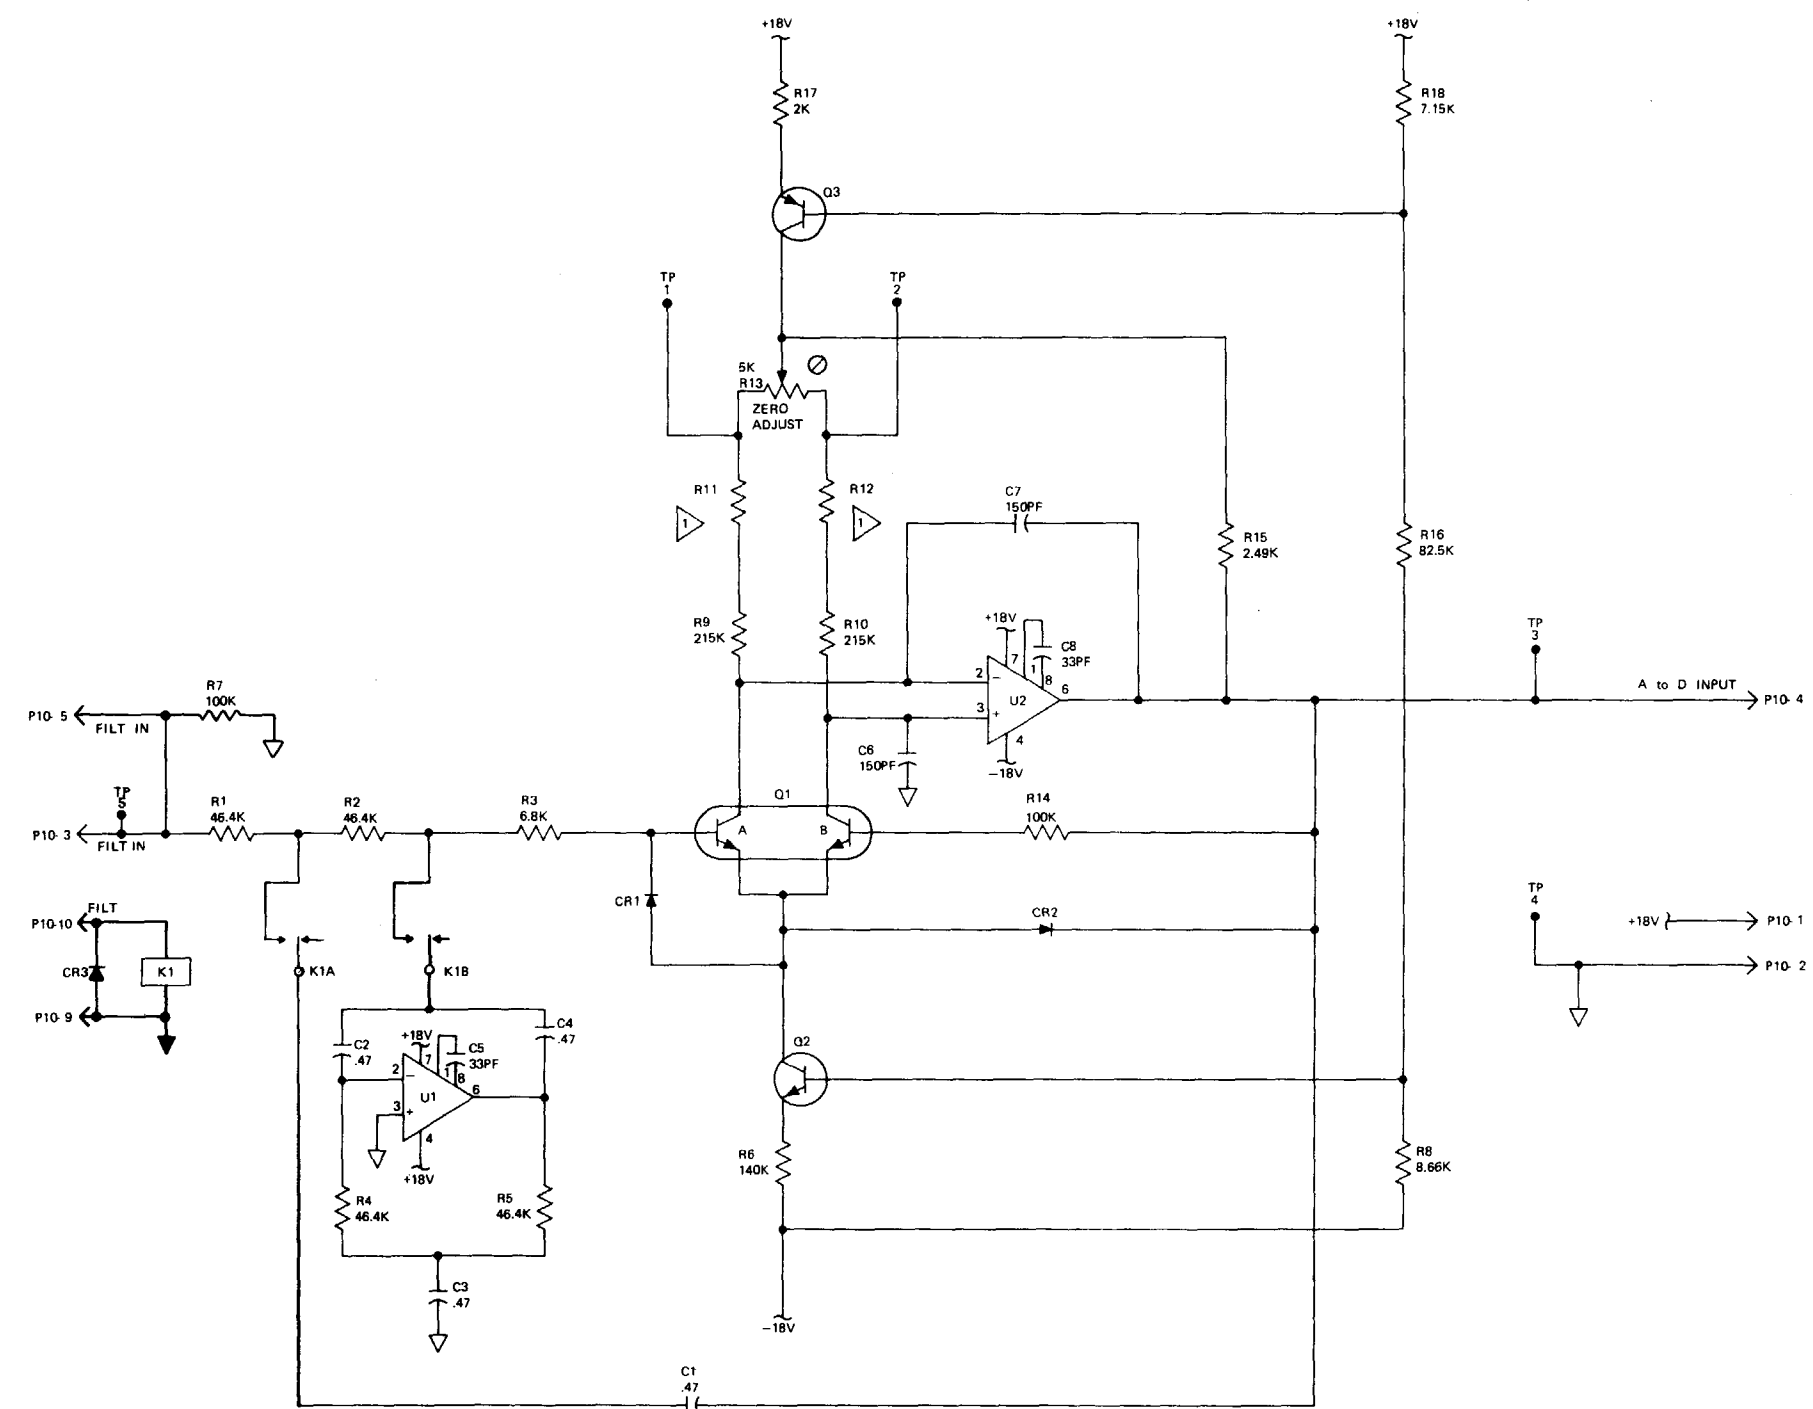 +18V
+18V
R17
2K
R18
7.15K
Q3
TP
1
TP
2
5K
R13
ZERO
ADJUST
R11
1
R12
1
C7
150PF
R15
2.49K
R16
82.5K
R9
215K
R10
215K
+18V
7
1
C8
33PF
8
2
−
U2
6
3
+
4
−18V
C6
150PF
TP
3
A to D INPUT
P10-4
R7
100K
P10-5
FILT IN
TP
5
P10-3
FILT IN
R1
46.4K
R2
46.4K
R3
6.8K
Q1
A
B
R14
100K
CR1
CR2
TP
4
+18V
P10-1
P10-2
FILT
P10-10
CR3
K1
P10-9
K1A
K1B
C2
.47
C4
.47
+18V
7
1
C5
33PF
8
2
−
U1
6
3
+
4
+18V
Q2
R4
46.4K
R5
46.4K
R6
140K
R8
8.66K
C3
.47
−18V
C1
.47